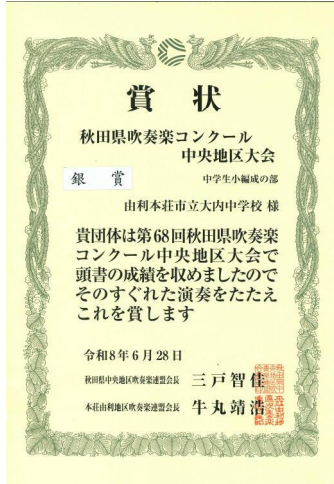 賞状
秋田県吹奏楽コンクール
中央地区大会
銀賞
中学生小編成の部
由利本荘市立大内中学校 様
貴団体は第68回秋田県吹奏楽
コンクール中央地区大会で
頭書の成績を収めましたので
そのすぐれた演奏をたたえ
これを賞します
令和8年6月28日
秋田県中央地区吹奏楽連盟会長 三戸智佳
本荘由利地区吹奏楽連盟会長 牛丸靖浩